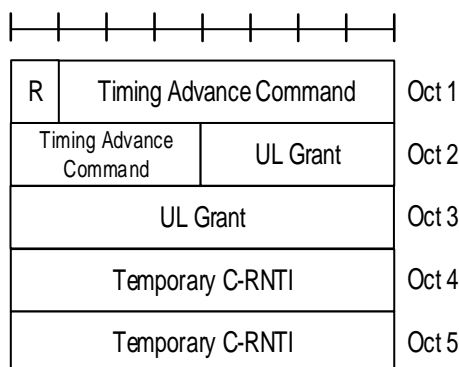 R Timing Advance Command Oct 1
Timing Advance
Command UL Grant Oct 2
UL Grant Oct 3
Temporary C-RNTI Oct 4
Temporary C-RNTI Oct 5